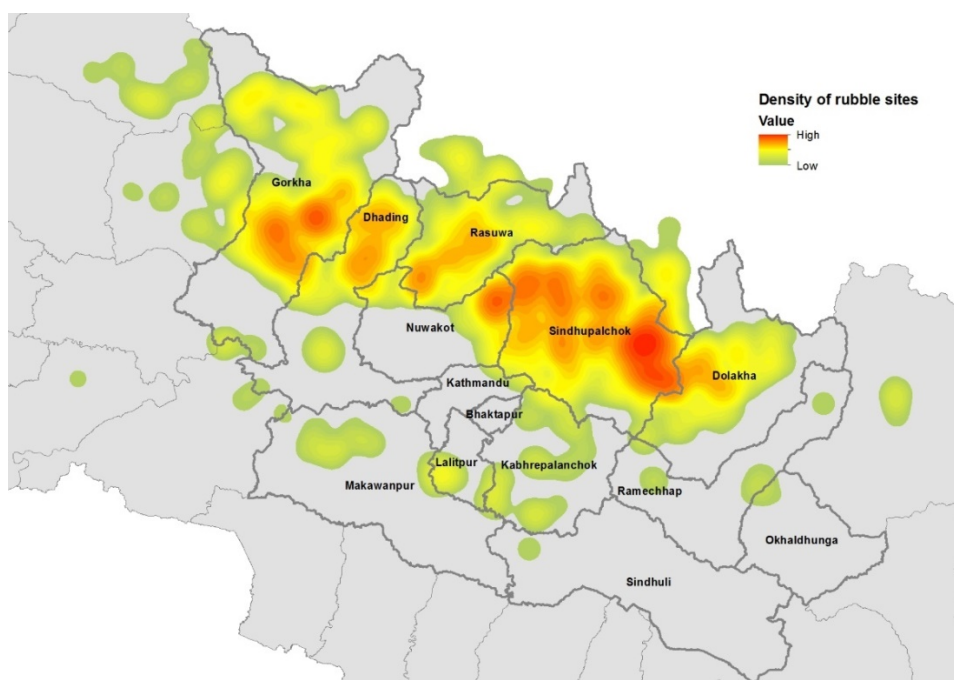 Density of rubble sites
Value
High
Low
Gorkha
Dhading
Rasuwa
Nuwakot
Sindhupalchok
Dolakha
Kathmandu
Bhaktapur
Lalitpur
Kabhrepalanchok
Makawanpur
Ramechhap
Okhaldhunga
Sindhuli